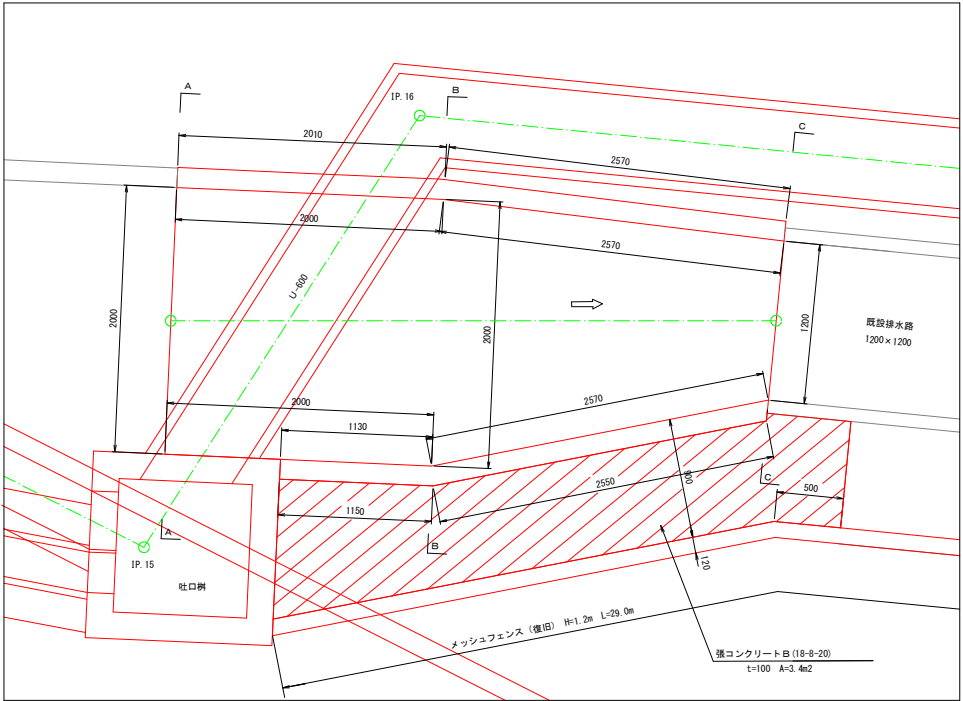 A
B
IP.16
C
2010
2570
2000
2570
U-600
2000
2000
1200
既設排水路
1200×1200
2000
2570
1130
900
2550
C
500
1150
A
B
120
IP.15
吐口桝
メッシュフェンス（復旧） H=1.2m L=29.0m
張コンクリートB(18-8-20)
t=100 A=3.4m2